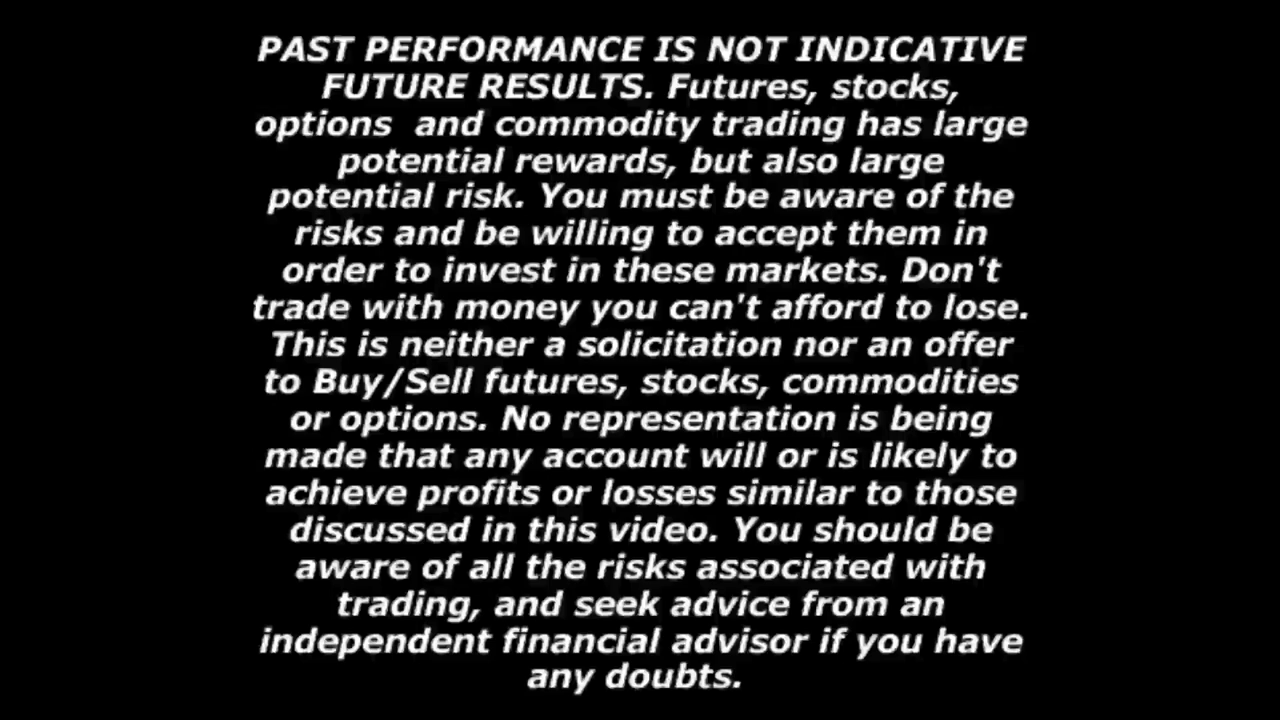 PAST PERFORMANCE IS NOT INDICATIVE
FUTURE RESULTS. Futures, stocks,
options  and commodity trading has large
potential rewards, but also large
potential risk. You must be aware of the
risks and be willing to accept them in
order to invest in these markets. Don't
trade with money you can't afford to lose.
This is neither a solicitation nor an offer
to Buy/Sell futures, stocks, commodities
or options. No representation is being
made that any account will or is likely to
achieve profits or losses similar to those
discussed in this video. You should be
aware of all the risks associated with
trading, and seek advice from an
independent financial advisor if you have
any doubts.